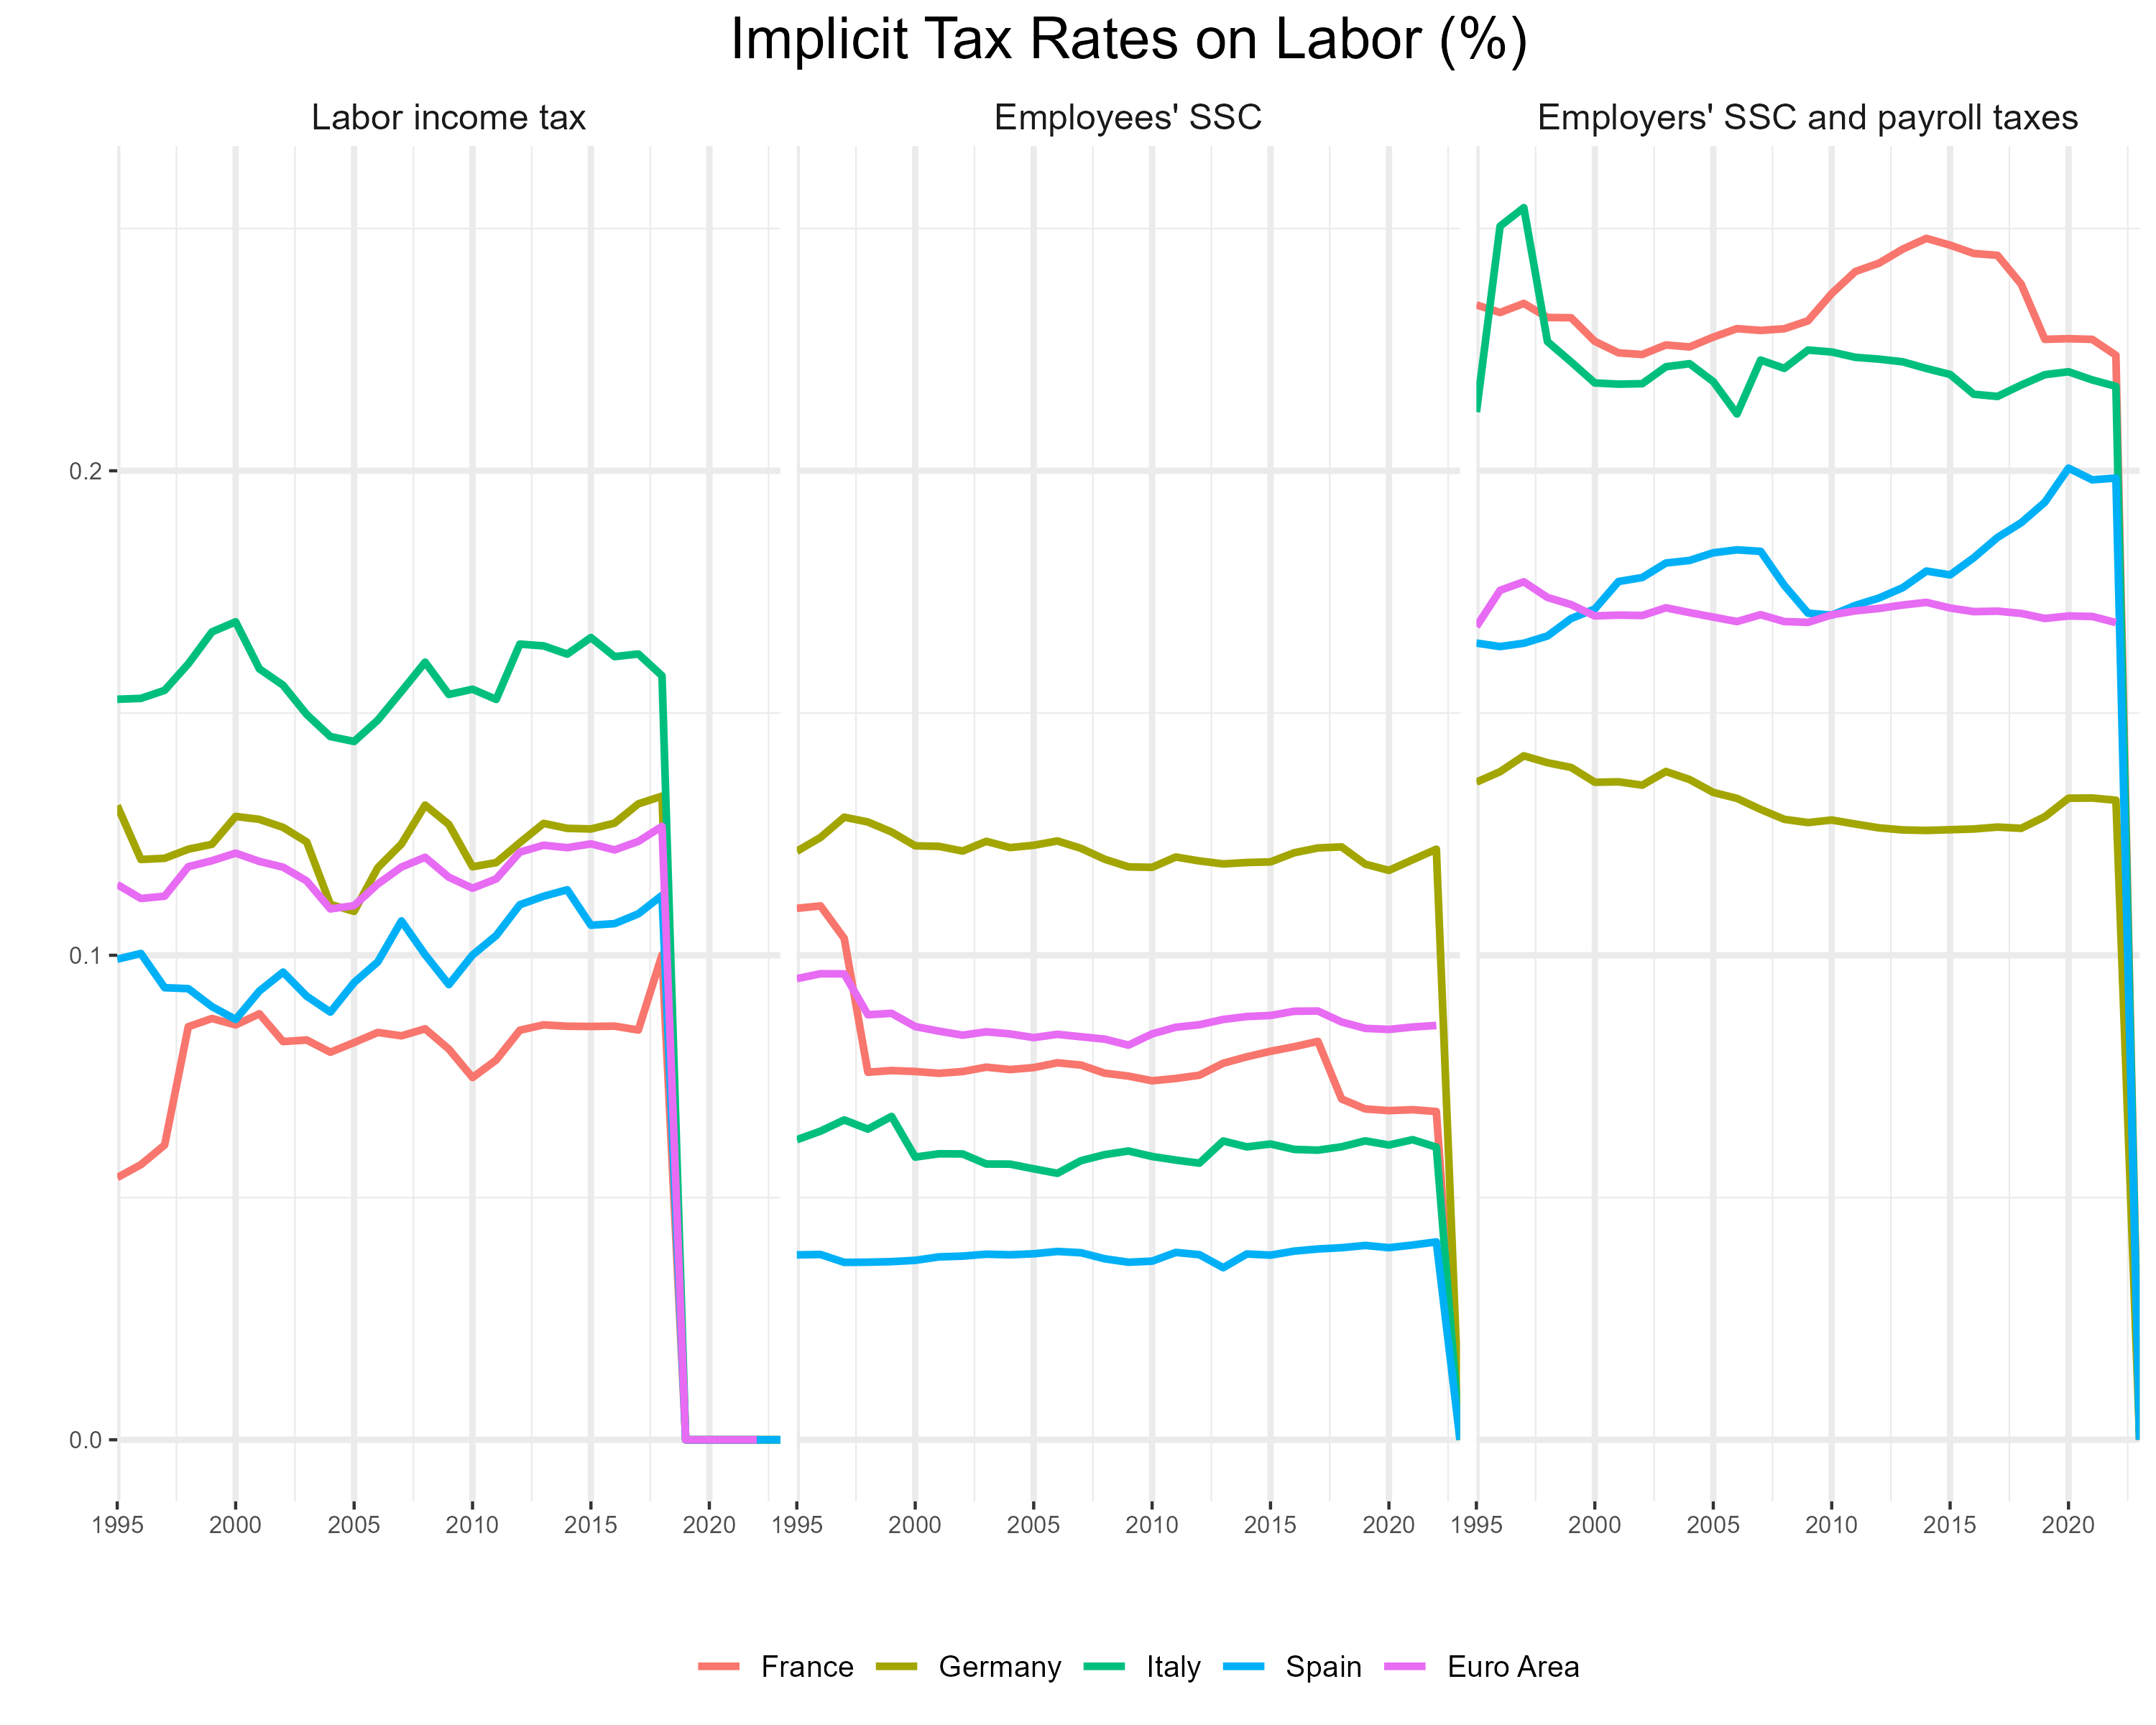 Implicit Tax Rates on Labor (%)
Labor income tax
Employees' SSC
Employers' SSC and payroll taxes
0.2
0.1
0.0
1995 2000 2005 2010 2015 2020
1995 2000 2005 2010 2015 2020
1995 2000 2005 2010 2015 2020
France Germany Italy Spain Euro Area